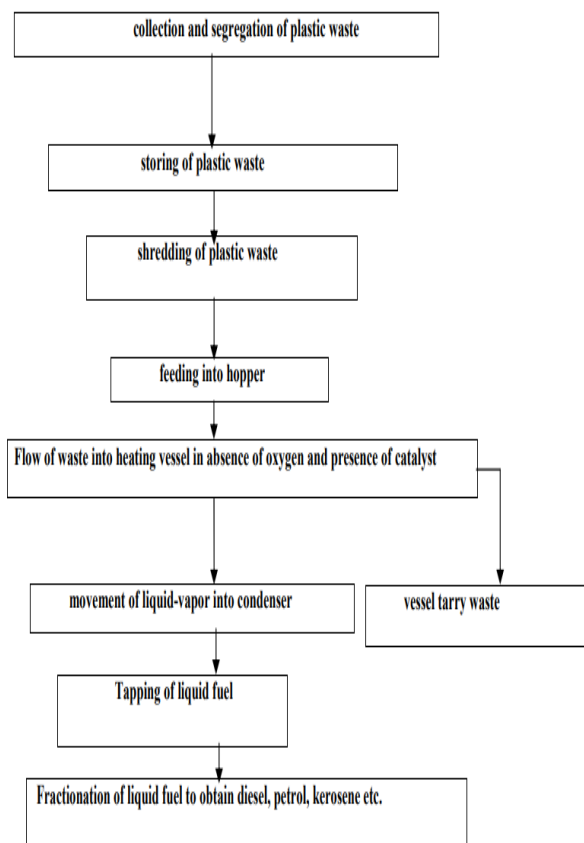 collection and segregation of plastic waste
storing of plastic waste
shredding of plastic waste
feeding into hopper
Flow of waste into heating vessel in absence of oxygen and presence of catalyst
movement of liquid-vapor into condenser
vessel tarry waste
Tapping of liquid fuel
Fractionation of liquid fuel to obtain diesel, petrol, kerosene etc.